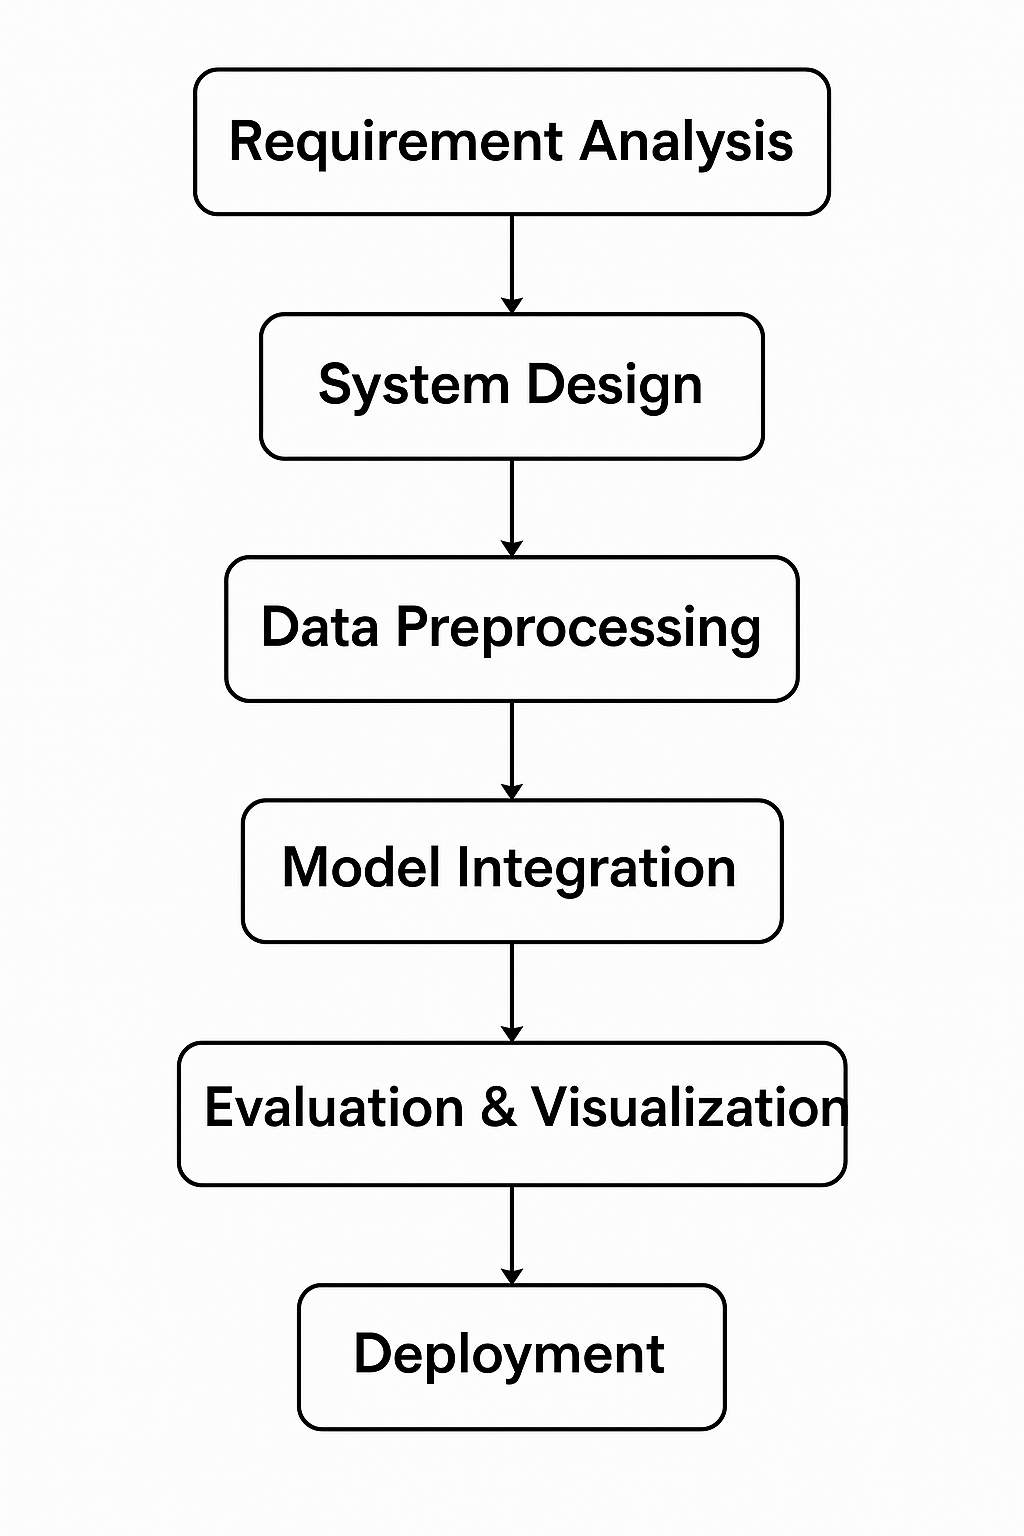 Requirement Analysis
System Design
Data Preprocessing
Model Integration
Evaluation & Visualization
Deployment